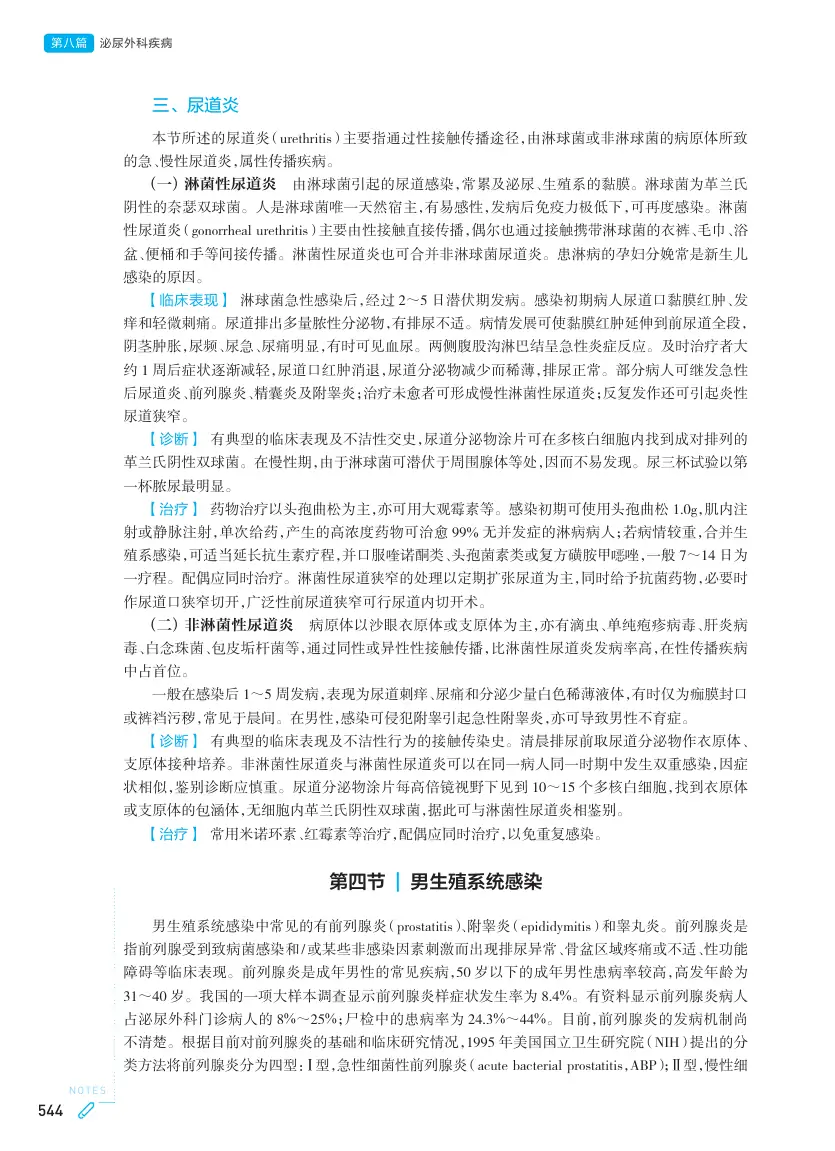 第八篇 泌尿外科疾病
三、尿道炎
本节所述的尿道炎(urethritis)主要指通过性接触传播途径,由淋球菌或非淋球菌的病原体所致
的急、慢性尿道炎,属性传播疾病。
(一)淋菌性尿道炎 由淋球菌引起的尿道感染,常累及泌尿、生殖系的黏膜。淋球菌为革兰氏
阴性的奈瑟双球菌。人是淋球菌唯一天然宿主,有易感性,发病后免疫力极低下,可再度感染。淋菌
性尿道炎(gonorrheal urethritis)主要由性接触直接传播,偶尔也通过接触携带淋球菌的衣裤、毛巾、浴
盆、便桶和手等间接传播。淋菌性尿道炎也可合并非淋球菌尿道炎。患淋病的孕妇分娩常是新生儿
感染的原因。
【临床表现】 淋球菌急性感染后,经过 2～5 日潜伏期发病。感染初期病人尿道口黏膜红肿、发
痒和轻微刺痛。尿道排出多量脓性分泌物,有排尿不适。病情发展可使黏膜红肿延伸到前尿道全段,
阴茎肿胀,尿频、尿急、尿痛明显,有时可见血尿。两侧腹股沟淋巴结呈急性炎症反应。及时治疗者大
约 1 周后症状逐渐减轻,尿道口红肿消退,尿道分泌物减少而稀薄,排尿正常。部分病人可继发急性
后尿道炎、前列腺炎、精囊炎及附睾炎;治疗未愈者可形成慢性淋菌性尿道炎;反复发作还可引起炎性
尿道狭窄。
【诊断】 有典型的临床表现及不洁性交史,尿道分泌物涂片可在多核白细胞内找到成对排列的
革兰氏阴性双球菌。在慢性期,由于淋球菌可潜伏于周围腺体等处,因而不易发现。尿三杯试验以第
一杯脓尿最明显。
【治疗】 药物治疗以头孢曲松为主,亦可用大观霉素等。感染初期可使用头孢曲松 1.0g,肌内注
射或静脉注射,单次给药,产生的高浓度药物可治愈 99% 无并发症的淋病病人;若病情较重,合并生
殖系感染,可适当延长抗生素疗程,并口服喹诺酮类、头孢菌素类或复方磺胺甲噁唑,一般 7～14 日为
一疗程。配偶应同时治疗。淋菌性尿道狭窄的处理以定期扩张尿道为主,同时给予抗菌药物,必要时
作尿道口狭窄切开,广泛性前尿道狭窄可行尿道内切开术。
(二)非淋菌性尿道炎 病原体以沙眼衣原体或支原体为主,亦有滴虫、单纯疱疹病毒、肝炎病
毒、白念珠菌、包皮垢杆菌等,通过同性或异性性接触传播,比淋菌性尿道炎发病率高,在性传播疾病
中占首位。
一般在感染后 1～5 周发病,表现为尿道刺痒、尿痛和分泌少量白色稀薄液体,有时仅为痂膜封口
或裤裆污秽,常见于晨间。在男性,感染可侵犯附睾引起急性附睾炎,亦可导致男性不育症。
【诊断】 有典型的临床表现及不洁性行为的接触传染史。清晨排尿前取尿道分泌物作衣原体、
支原体接种培养。非淋菌性尿道炎与淋菌性尿道炎可以在同一病人同一时期中发生双重感染,因症
状相似,鉴别诊断应慎重。尿道分泌物涂片每高倍镜视野下见到 10～15 个多核白细胞,找到衣原体
或支原体的包涵体,无细胞内革兰氏阴性双球菌,据此可与淋菌性尿道炎相鉴别。
【治疗】 常用米诺环素、红霉素等治疗,配偶应同时治疗,以免重复感染。
第四节 | 男生殖系统感染
男生殖系统感染中常见的有前列腺炎(prostatitis)、附睾炎(epididymitis)和睾丸炎。前列腺炎是
指前列腺受到致病菌感染和/或某些非感染因素刺激而出现排尿异常、骨盆区域疼痛或不适、性功能
障碍等临床表现。前列腺炎是成年男性的常见疾病,50 岁以下的成年男性患病率较高,高发年龄为
31～40 岁。我国的一项大样本调查显示前列腺炎样症状发生率为 8.4%。有资料显示前列腺炎病人
占泌尿外科门诊病人的 8%～25%;尸检中的患病率为 24.3%～44%。目前,前列腺炎的发病机制尚
不清楚。根据目前对前列腺炎的基础和临床研究情况,1995 年美国国立卫生研究院(NIH)提出的分
类方法将前列腺炎分为四型:Ⅰ型,急性细菌性前列腺炎(acute bacterial prostatitis,ABP);Ⅱ型,慢性细
NOTES
544